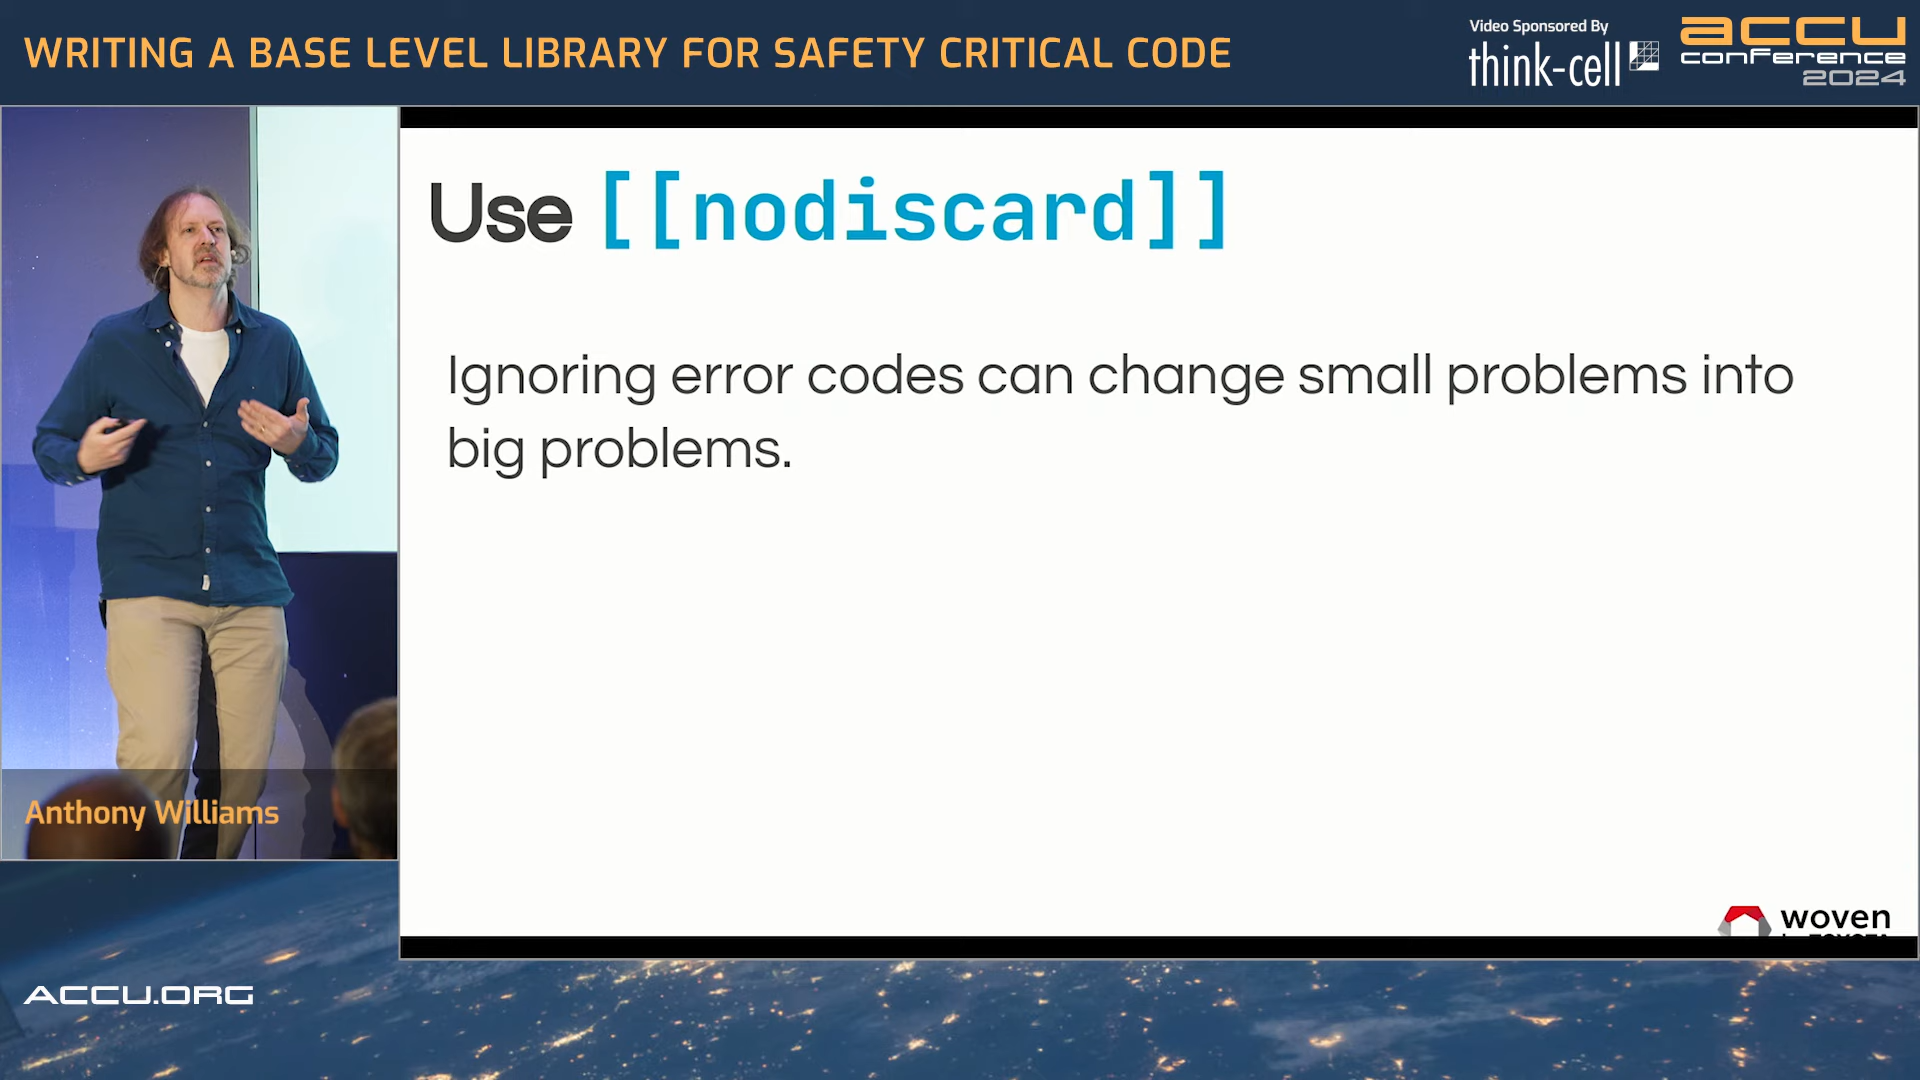 WRITING A BASE LEVEL LIBRARY FOR SAFETY CRITICAL CODE
Video Sponsored By
think-cell
accu
conference
2024
Use [[nodiscard]]
Ignoring error codes can change small problems into
big problems.
Anthony Williams
woven
ACCU.ORG